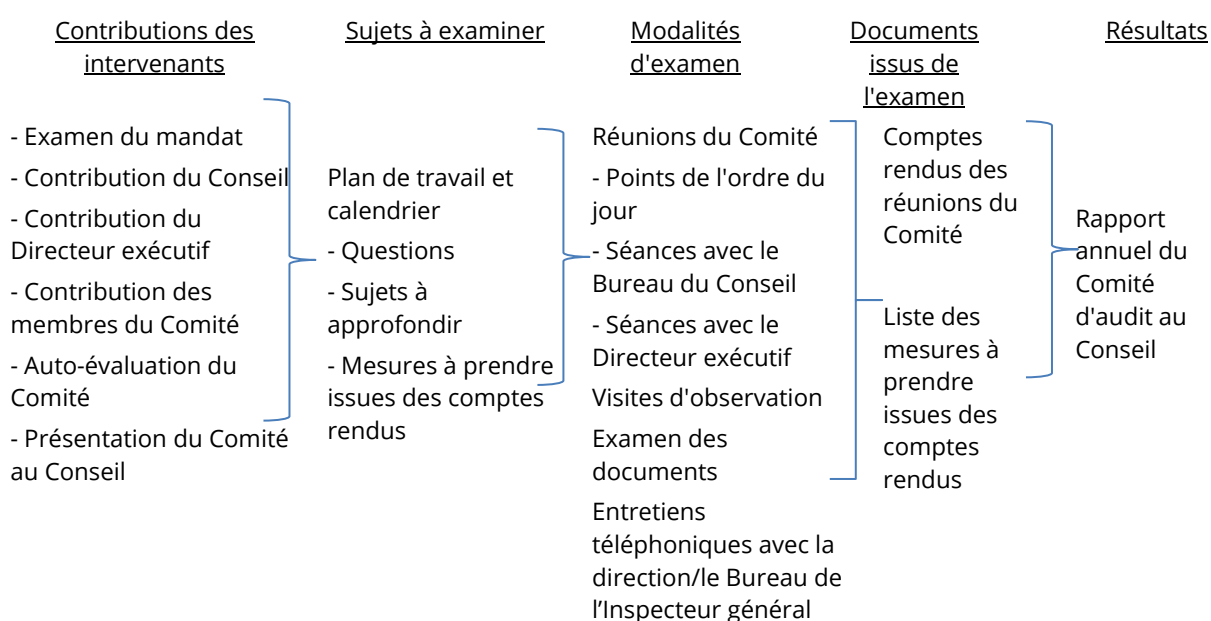 Contributions des
intervenants
- Examen du mandat
- Contribution du Conseil
- Contribution du
Directeur exécutif
- Contribution des
membres du Comité
- Auto-évaluation du
Comité
- Présentation du Comité
au Conseil
Sujets à examiner
Plan de travail et
calendrier
- Questions
- Sujets à
approfondir
- Mesures à prendre
issues des comptes
rendus
Modalités
d'examen
Réunions du Comité
- Points de l'ordre du
jour
- Séances avec le
Bureau du Conseil
- Séances avec le
Directeur exécutif
Visites d'observation
Examen des
documents
Entretiens
téléphoniques avec la
direction/le Bureau de
l’Inspecteur général
Documents
issus de
l'examen
Comptes
rendus des
réunions du
Comité
Liste des
mesures à
prendre
issues des
comptes
rendus
Résultats
Rapport
annuel du
Comité
d'audit au
Conseil